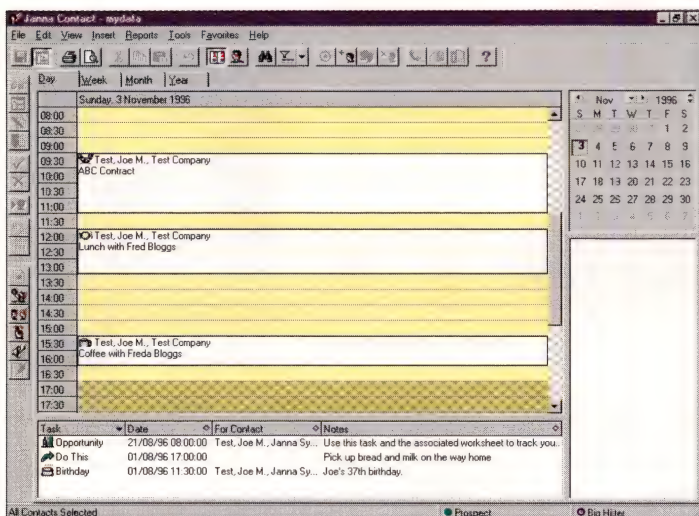 Janna Contact - mydata
File Edit View Insert Reports Tools Favorites Help
Day Week Month Year
Sunday, 3 November 1996
08:00
08:30
09:00
09:30 Test, Joe M., Test Company
10:00 ABC Contract
10:30
11:00
11:30
12:00 Test, Joe M., Test Company
12:30 Lunch with Fred Bloggs
13:00
13:30
14:00
14:30
15:00
15:30 Test, Joe M., Test Company
16:00 Coffee with Freda Bloggs
16:30
17:00
17:30
Nov 1996
S M T W T F S
1 2
3 4 5 6 7 8 9
10 11 12 13 14 15 16
17 18 19 20 21 22 23
24 25 26 27 28 29 30
Task Date For Contact Notes
Opportunity 21/08/96 08:00:00 Test, Joe M., Janna Sy... Use this task and the associated worksheet to track you..
Do This 01/08/96 17:00:00 Pick up bread and milk on the way home
Birthday 01/08/96 11:30:00 Test, Joe M., Janna Sy... Joe's 37th birthday.
All Contacts Selected Prospect Big Hitter